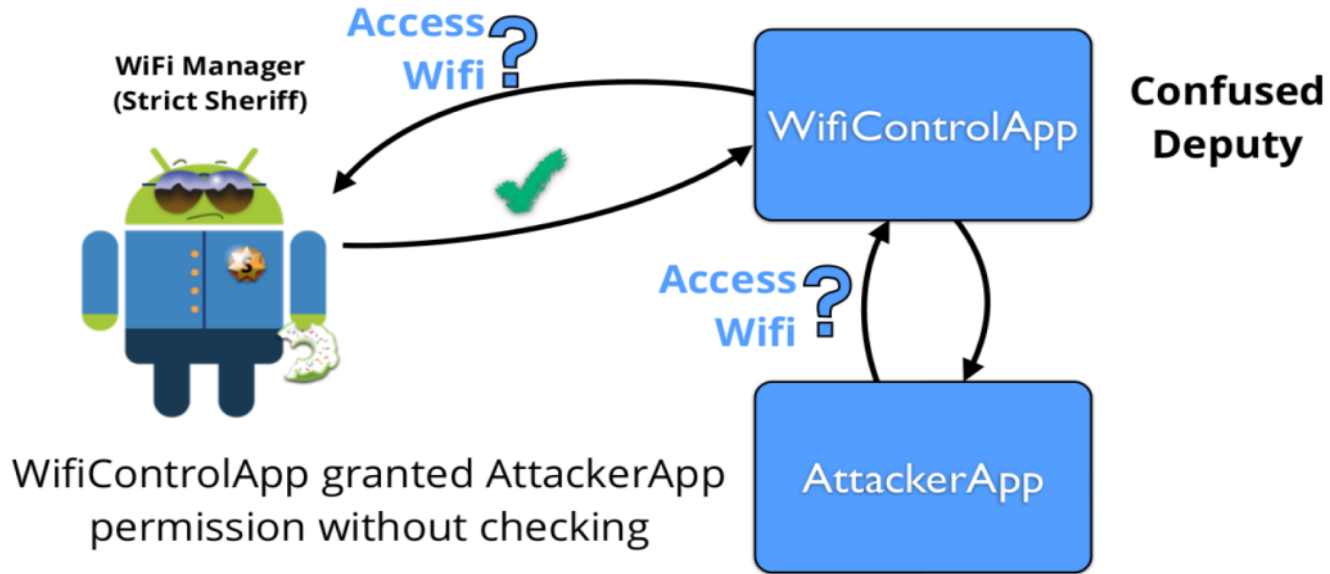 Access
Wifi
?
WiFi Manager
(Strict Sheriff)
WifiControlApp
Confused
Deputy
S
Access
Wifi
?
WifiControlApp granted AttackerApp
permission without checking
AttackerApp